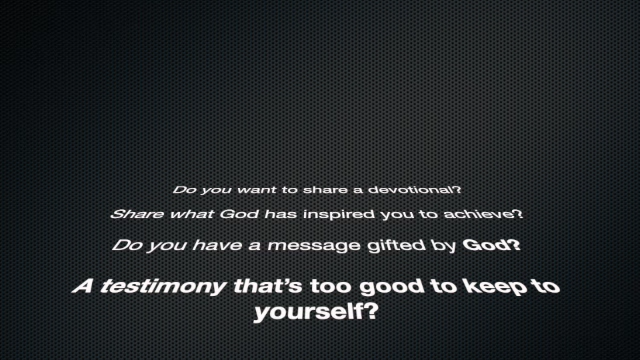 Do you want to share a devotional?
Share what God has inspired you to achieve?
Do you have a message gifted by God?
A testimony that's too good to keep to
yourself?